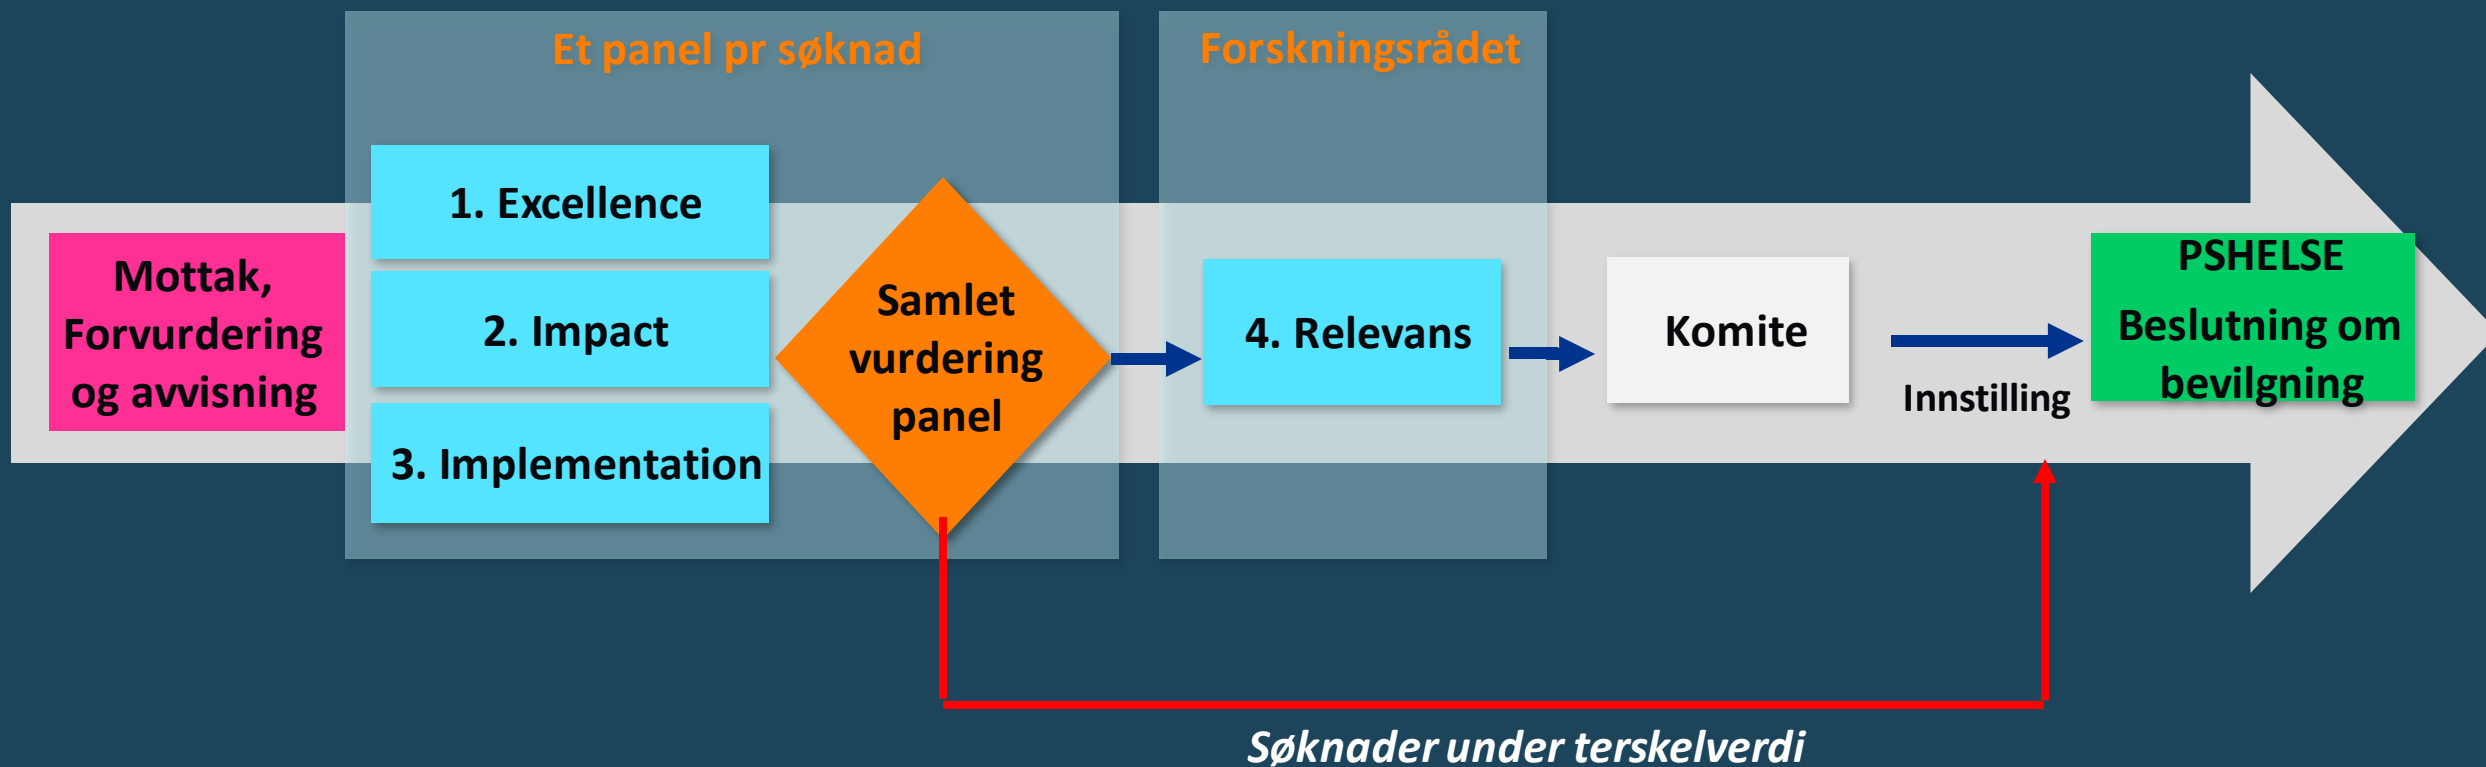 Et panel pr søknad
Forskningsrådet
Mottak,
Forvurdering
og avvisning
1. Excellence
2. Impact
3. Implementation
Samlet
vurdering
panel
4. Relevans
Komite
Innstilling
PSHELSE
Beslutning om
bevilgning
Søknader under terskelverdi